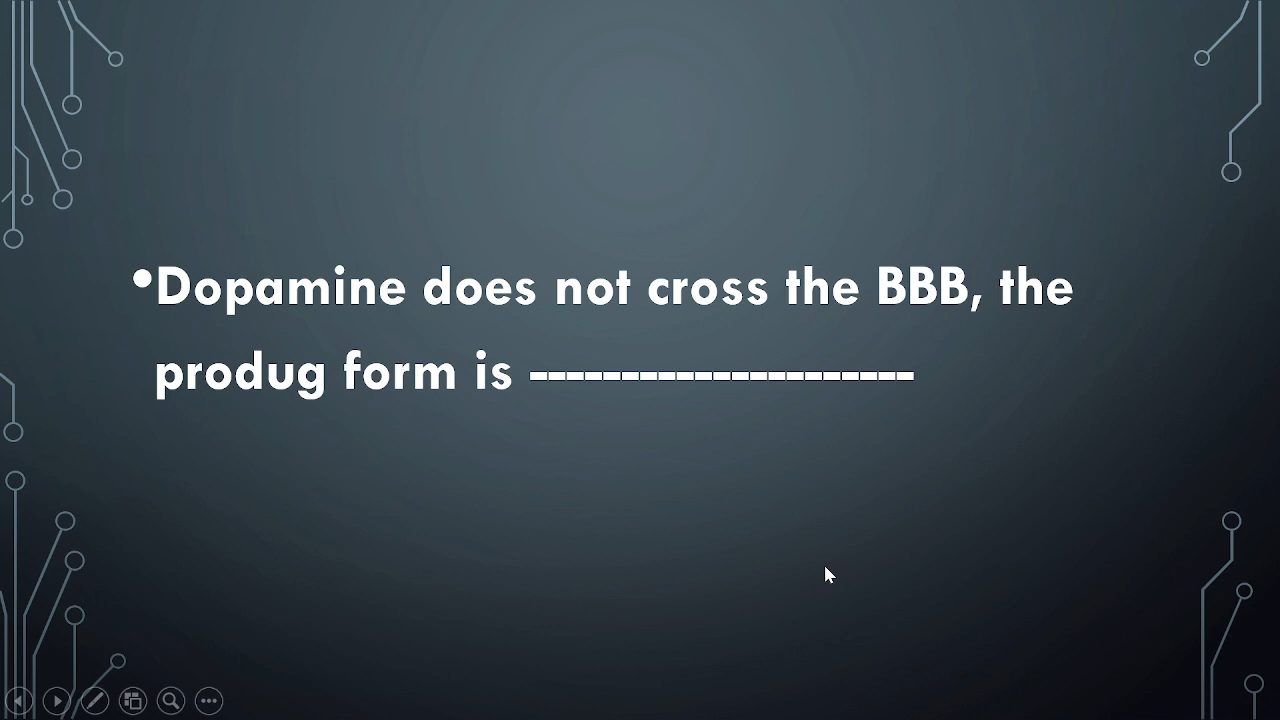 •Dopamine does not cross the BBB, the
produg form is ---------------------